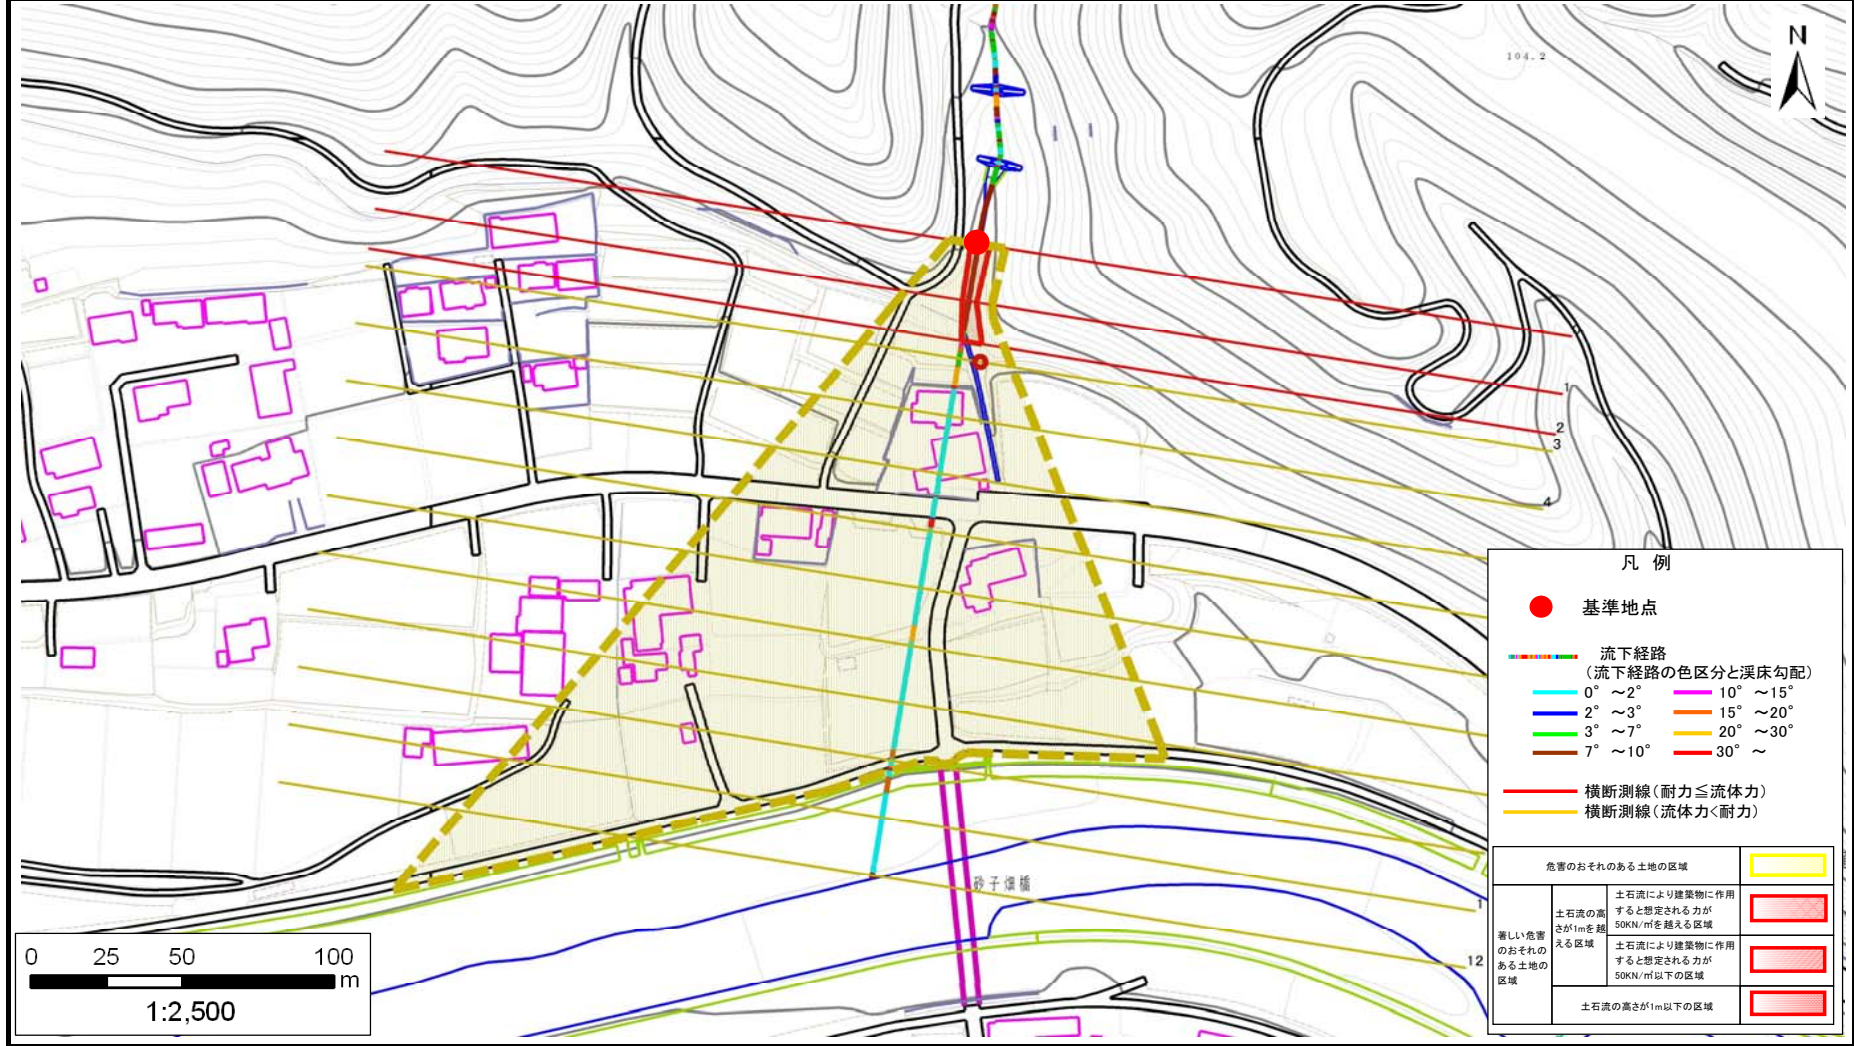 N
104.2
1
2
3
4
砂子畑橋
1
12
0 25 50 100
m
1:2,500
凡 例
基準地点
流下経路
(流下経路の色区分と渓床勾配)
0° ~2° 10° ~15°
2° ~3° 15° ~20°
3° ~7° 20° ~30°
7° ~10° 30° ~
横断測線(耐力≦流体力)
横断測線(流体力<耐力)
危害のおそれのある土地の区域
著しい危害
のおそれの
ある土地の
区域
土石流の高
さが1mを越
える区域
土石流により建築物に作用
すると想定される力が
50KN/㎡を越える区域
土石流により建築物に作用
すると想定される力が
50KN/㎡以下の区域
土石流の高さが1m以下の区域